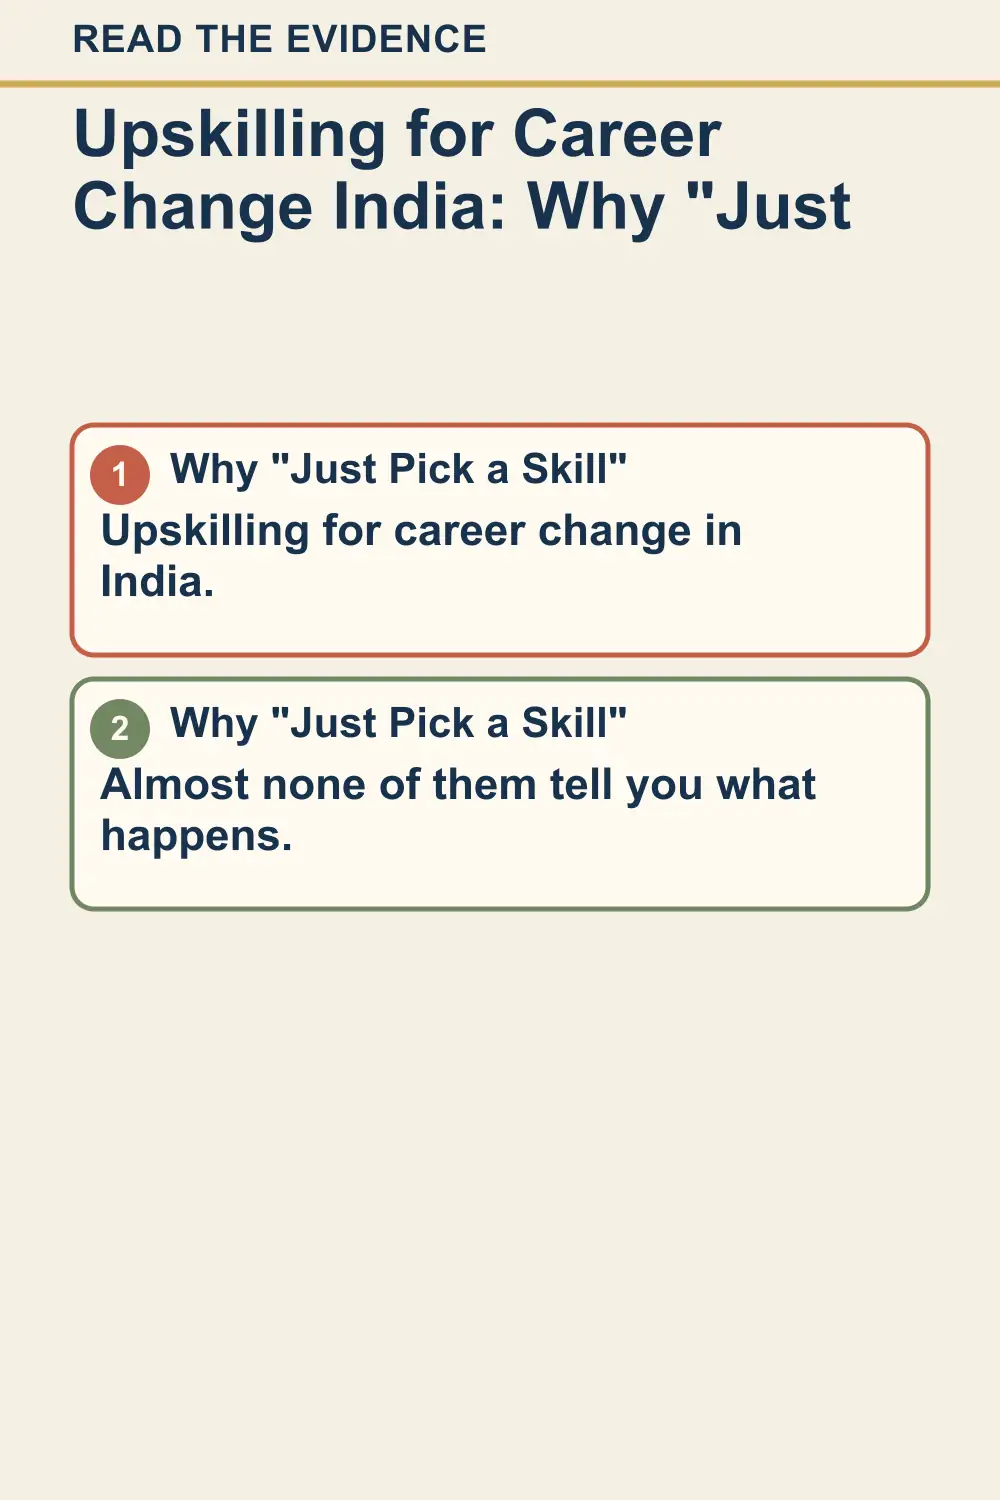 READ THE EVIDENCE
Upskilling for Career
Change India: Why "Just
1 Why "Just Pick a Skill"
Upskilling for career change in
India.
2 Why "Just Pick a Skill"
Almost none of them tell you what
happens.